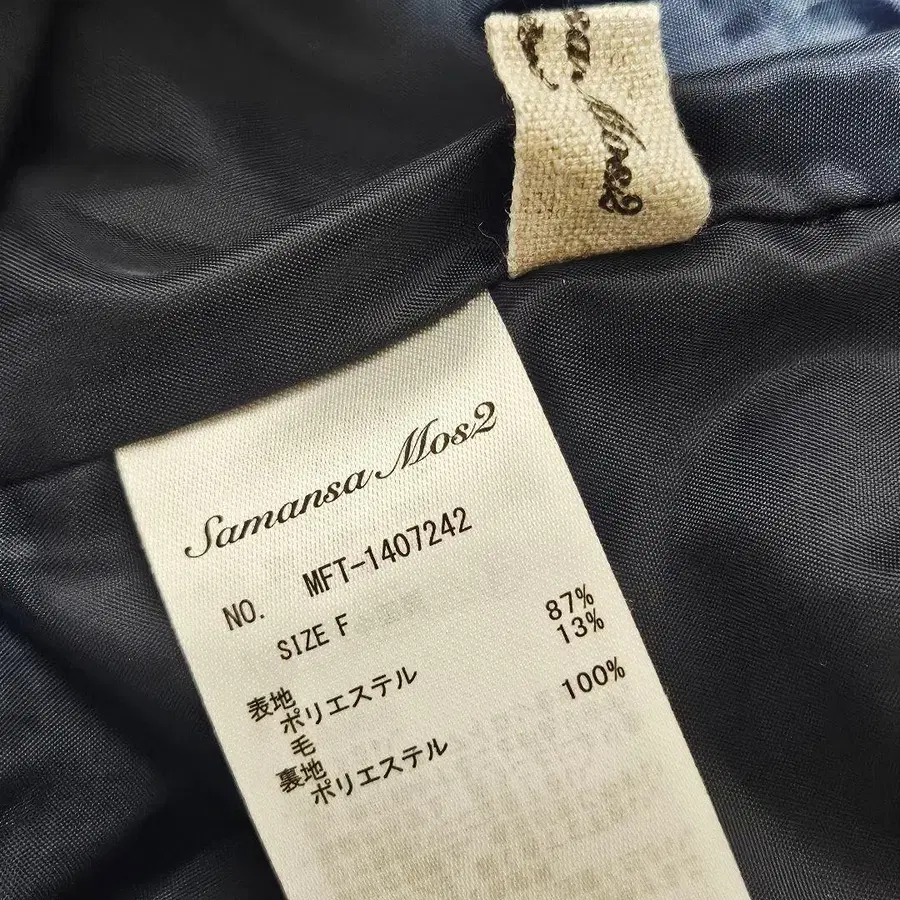 Mos2
Samansa Mos2
NO. MFT-1407242
SIZE F
表地
ポリエステル 87%
毛 13%
裏地
ポリエステル 100%